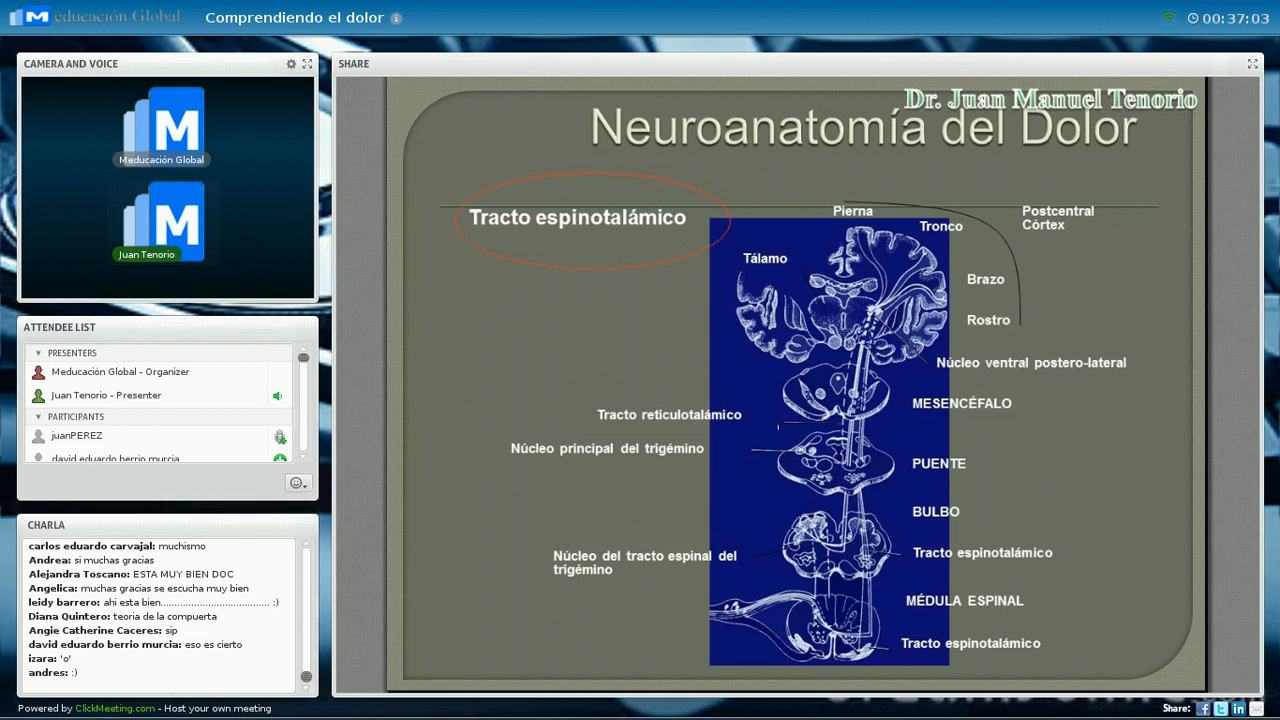 M educación Global
Comprendiendo el dolor
00:37:03
CAMERA AND VOICE
M
Meducación Global
M
Juan Tenorio
ATTENDEE LIST
PRESENTERS
Meducación Global - Organizer
Juan Tenorio - Presenter
PARTICIPANTS
juanPEREZ
david eduardo berrio murcia
CHARLA
carlos eduardo carvajal: muchismo
Andrea: si muchas gracias
Alejandra Toscano: ESTA MUY BIEN DOC
Angelica: muchas gracias se escucha muy bien
leidy barrero: ahi esta bien...................................... :)
Diana Quintero: teoria de la compuerta
Angie Catherine Caceres: sip
david eduardo berrio murcia: eso es cierto
izara: 'o'
andres: :)
SHARE
Dr. Juan Manuel Tenorio
Neuroanatomía del Dolor
Tracto espinotalámico
Pierna
Postcentral
Córtex
Tronco
Tálamo
Brazo
Rostro
Núcleo ventral postero-lateral
MESENCÉFALO
Tracto reticulotalámico
Núcleo principal del trigémino
PUENTE
BULBO
Núcleo del tracto espinal del
trigémino
Tracto espinotalámico
MÉDULA ESPINAL
Tracto espinotalámico
Powered by ClickMeeting.com - Host your own meeting
Share: